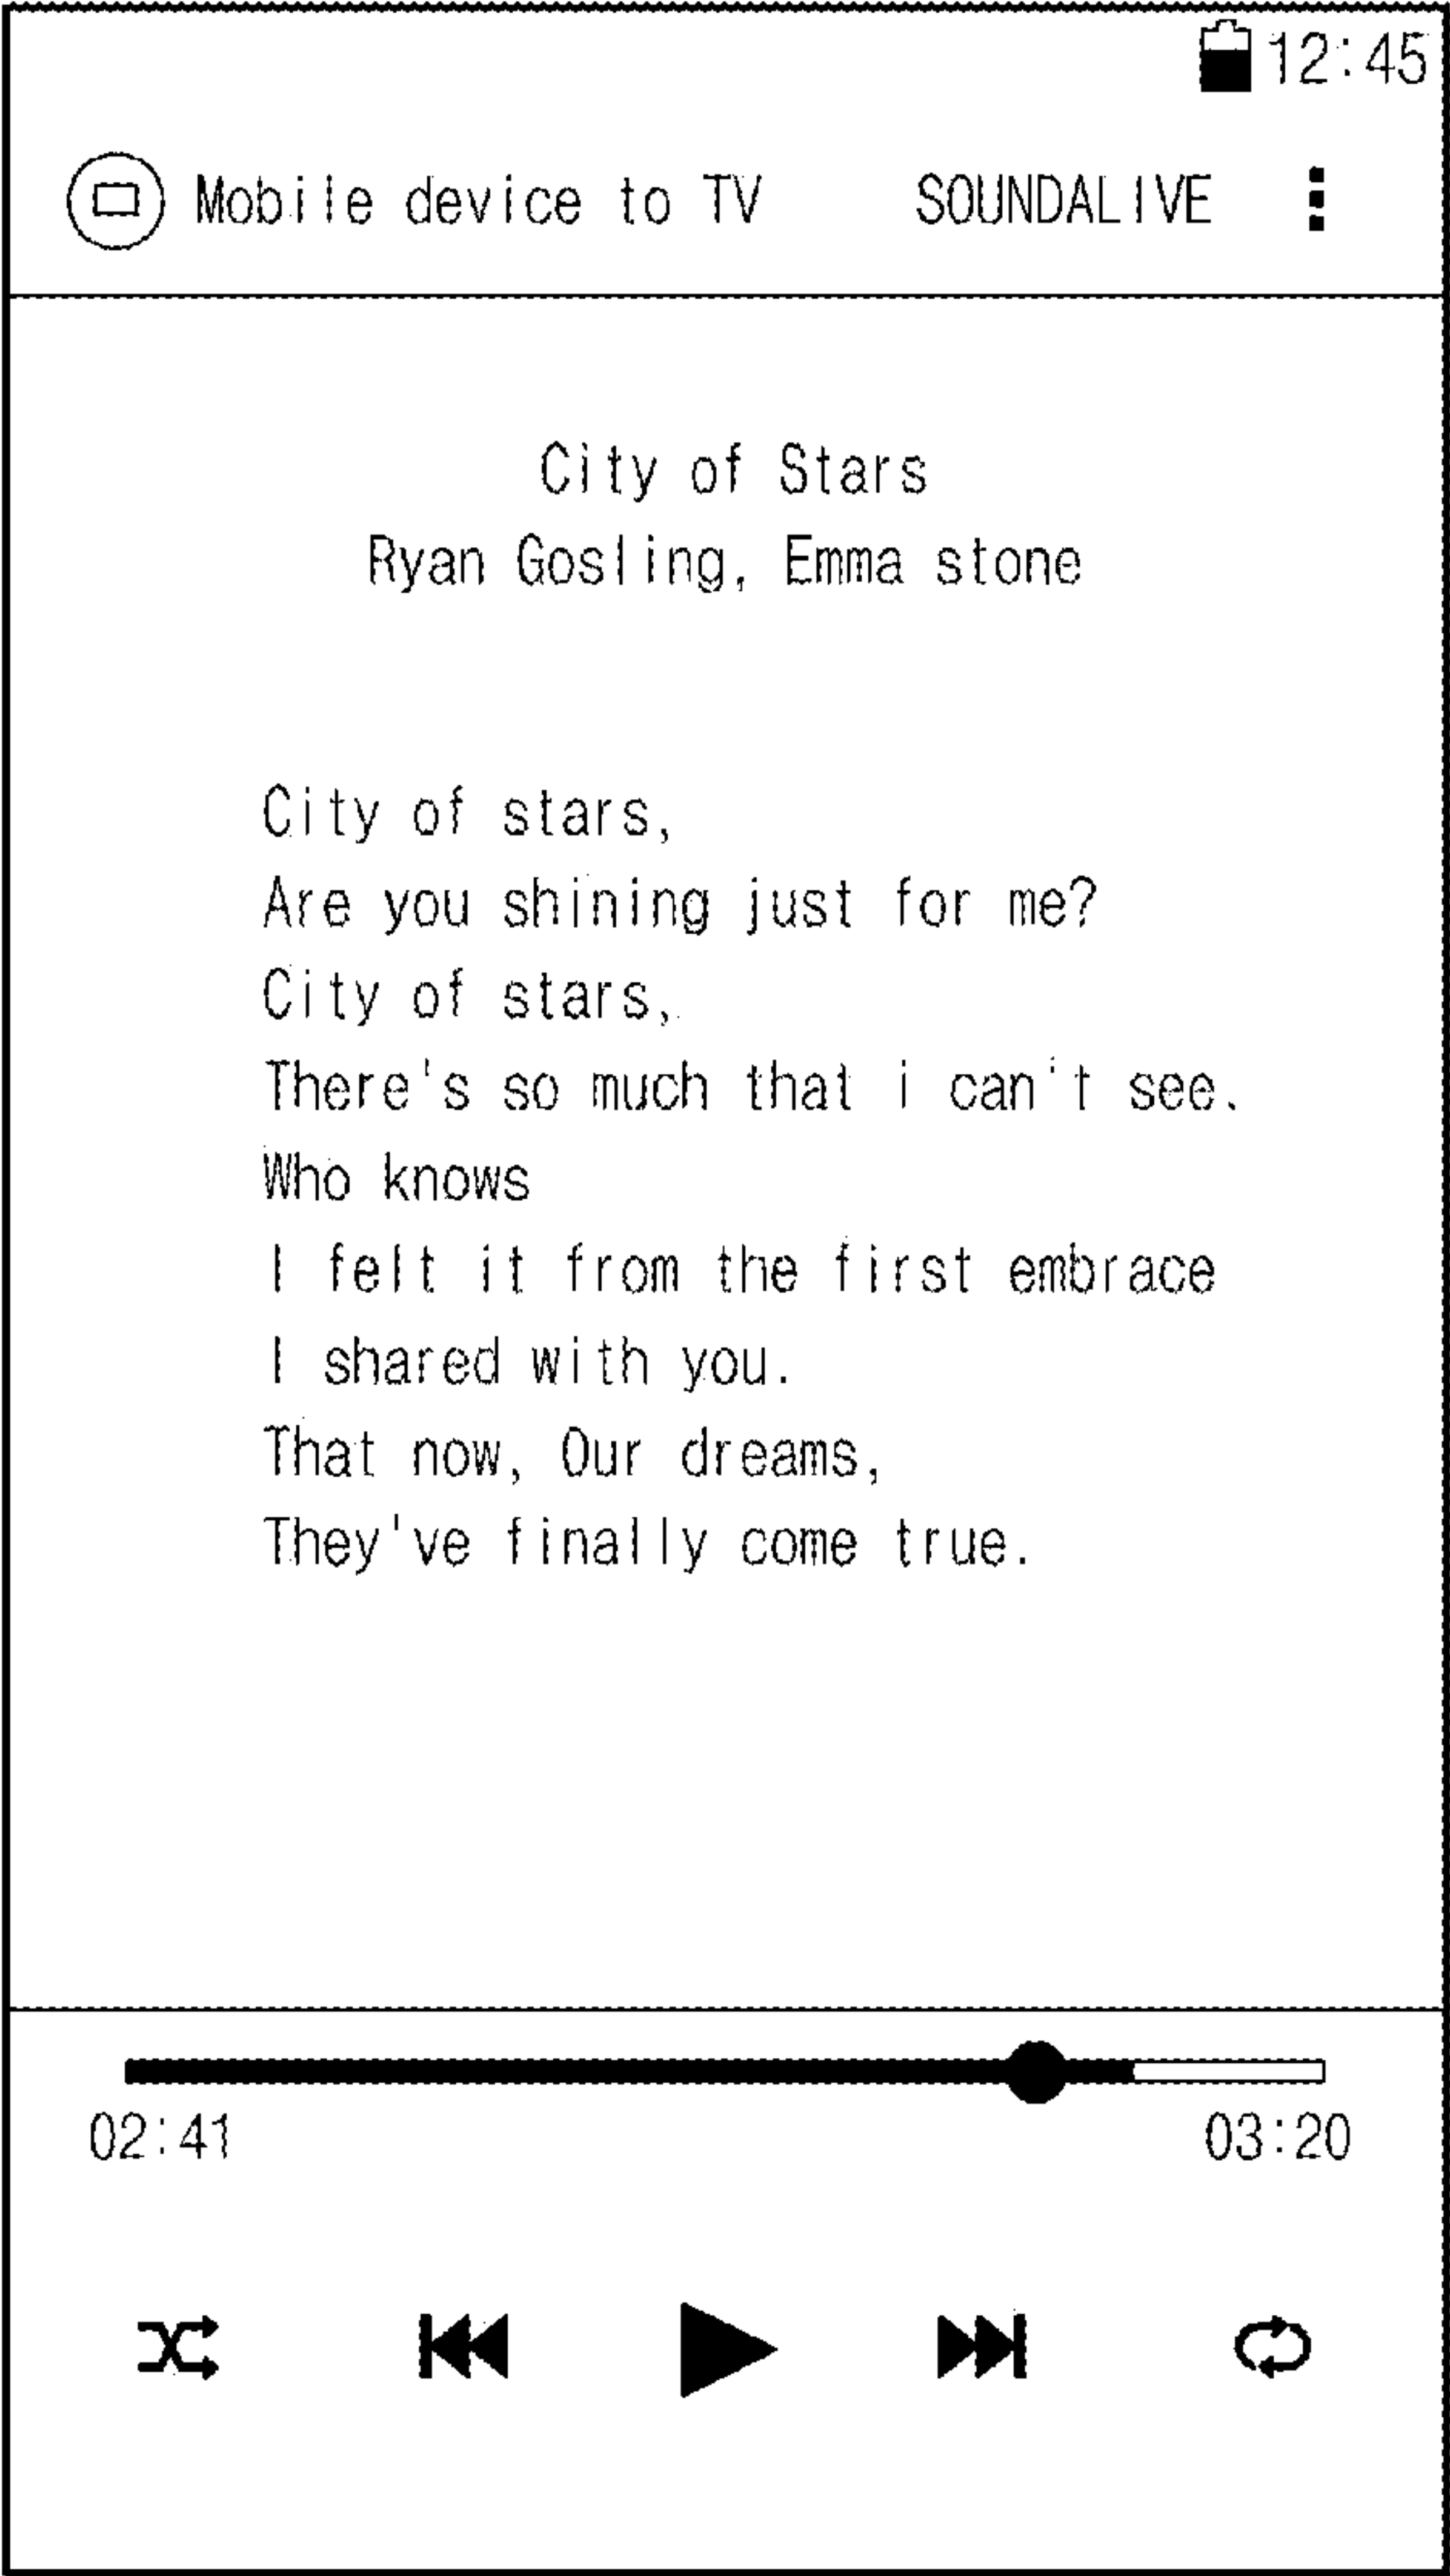 12:45
Mobile device to TV SOUNDALIVE
City of Stars
Ryan Gosling, Emma stone
City of stars,
Are you shining just for me?
City of stars,
There's so much that i can't see.
Who knows
I felt it from the first embrace
I shared with you.
That now, Our dreams,
They've finally come true.
02:41 03:20